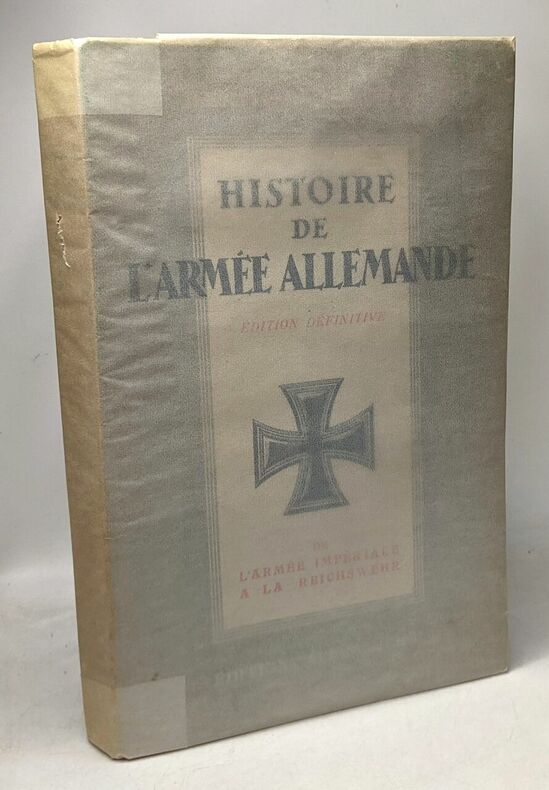 HISTOIRE
DE
L'ARMÉE ALLEMANDE
ÉDITION DÉFINITIVE
DE
L'ARMÉE IMPÉRIALE
A LA REICHSWEHR